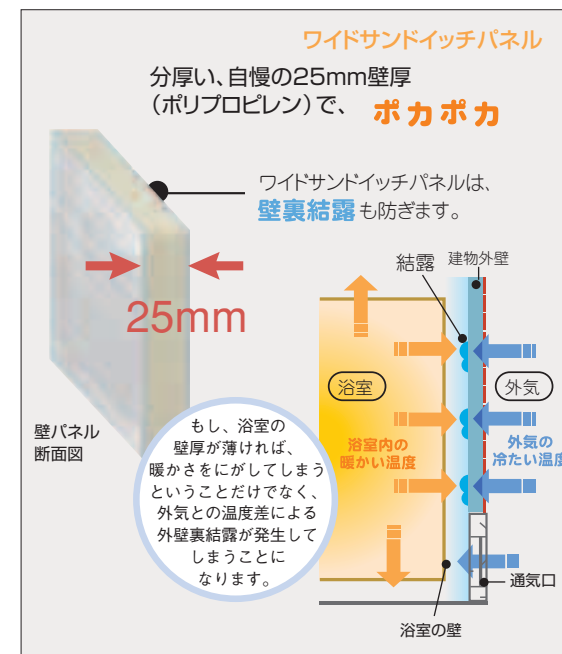 ワイドサンドイッチパネル
分厚い、自慢の25mm壁厚
（ポリプロピレン）で、 ポカポカ
ワイドサンドイッチパネルは、
壁裏結露も防ぎます。
25mm
壁パネル
断面図
もし、浴室の
壁厚が薄ければ、
暖かさをにがしてしまう
ということだけでなく、
外気との温度差による
外壁裏結露が発生して
しまうことに
なります。
結露
建物外壁
浴室
外気
浴室内の
暖かい温度
外気の
冷たい温度
通気口
浴室の壁